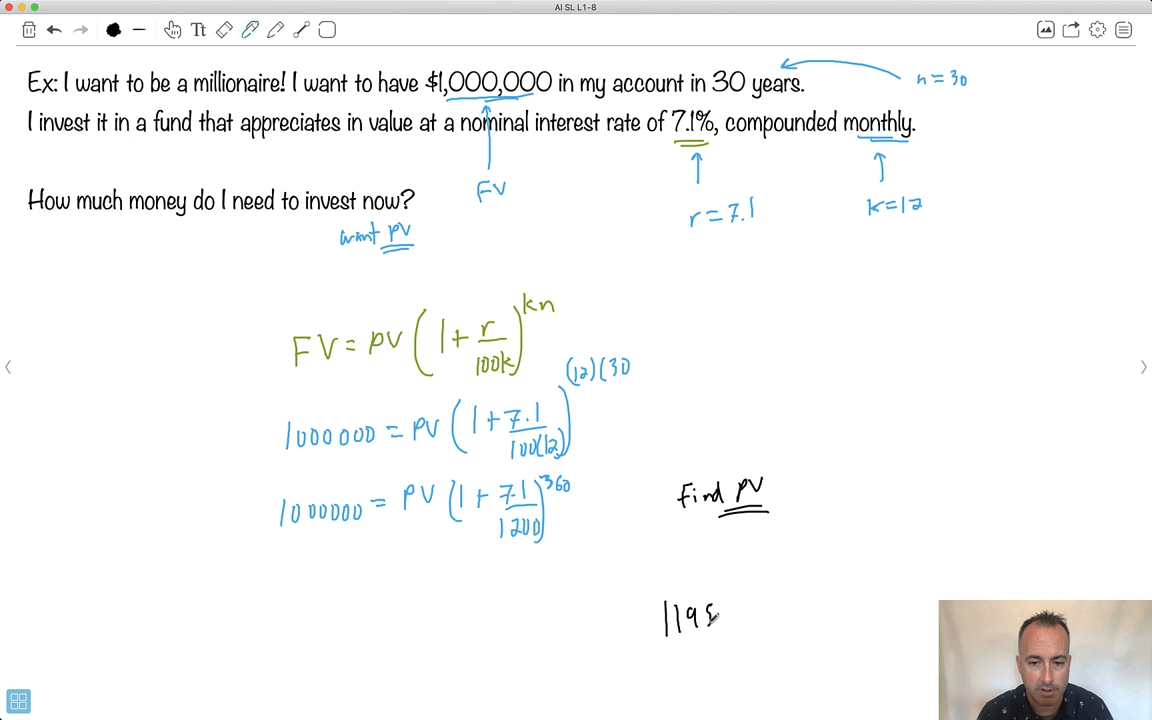 AI SL L1-8
Tt
Ex: I want to be a millionaire! I want to have $1,000,000 in my account in 30 years.
n = 30
I invest it in a fund that appreciates in value at a nominal interest rate of 7.1%, compounded monthly.
FV
r = 7.1
k = 12
How much money do I need to invest now?
want PV
FV = PV (1 + r/100k)^kn
1000000 = PV (1 + 7.1/100(12))^(12)(30
1000000 = PV (1 + 7.1/1200)^360
Find PV
119